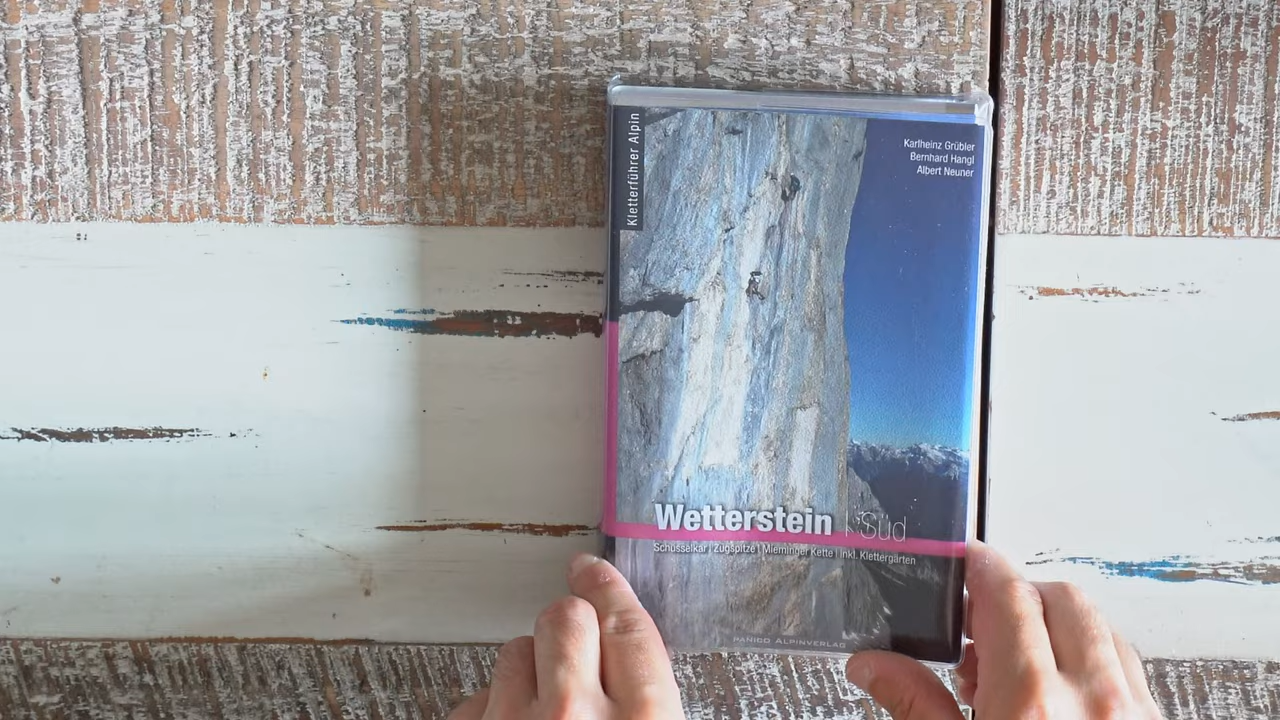 Kletterführer Alpin
Karlheinz Grübler
Bernhard Hangl
Albert Neuner
Wetterstein | Süd
Schüsselkar | Zugspitze | Mieminger Kette | inkl. Klettergärten
PANICO ALPINVERLAG